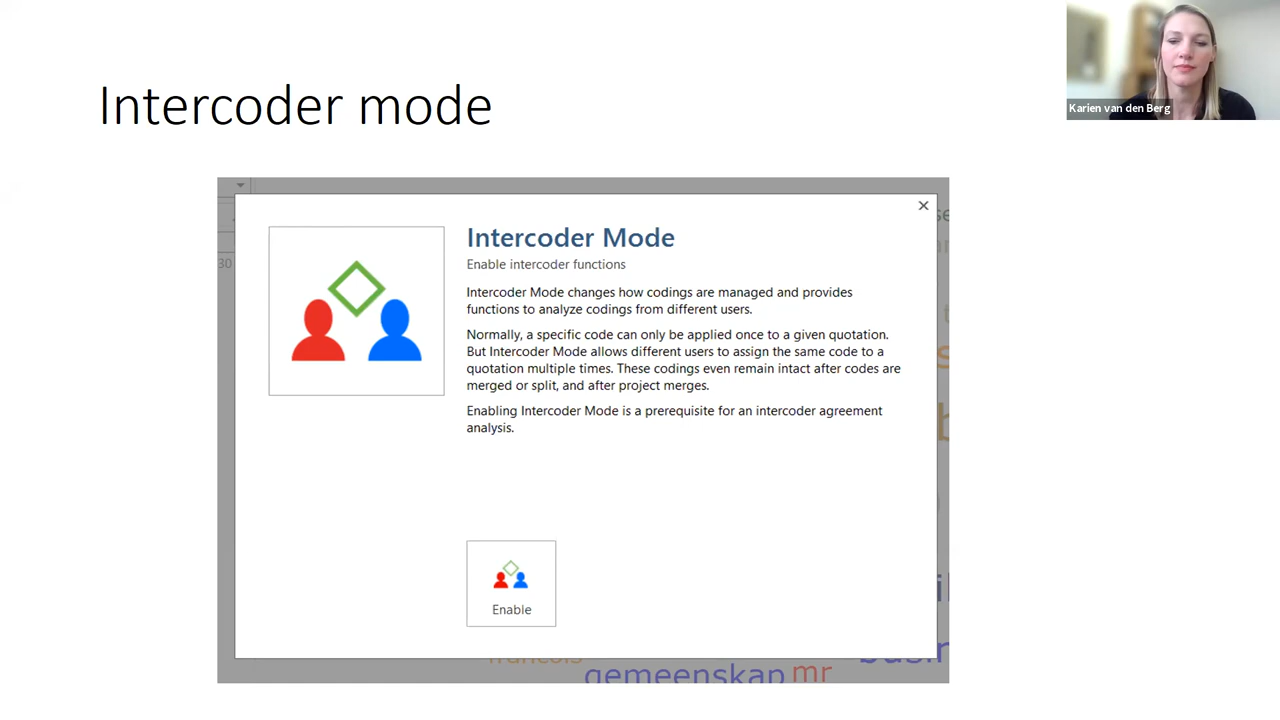 Intercoder mode
Karien van den Berg
30
Intercoder Mode
Enable intercoder functions
Intercoder Mode changes how codings are managed and provides
functions to analyze codings from different users.
Normally, a specific code can only be applied once to a given quotation.
But Intercoder Mode allows different users to assign the same code to a
quotation multiple times. These codings even remain intact after codes are
merged or split, and after project merges.
Enabling Intercoder Mode is a prerequisite for an intercoder agreement
analysis.
Enable
francois
gemeenskap mr